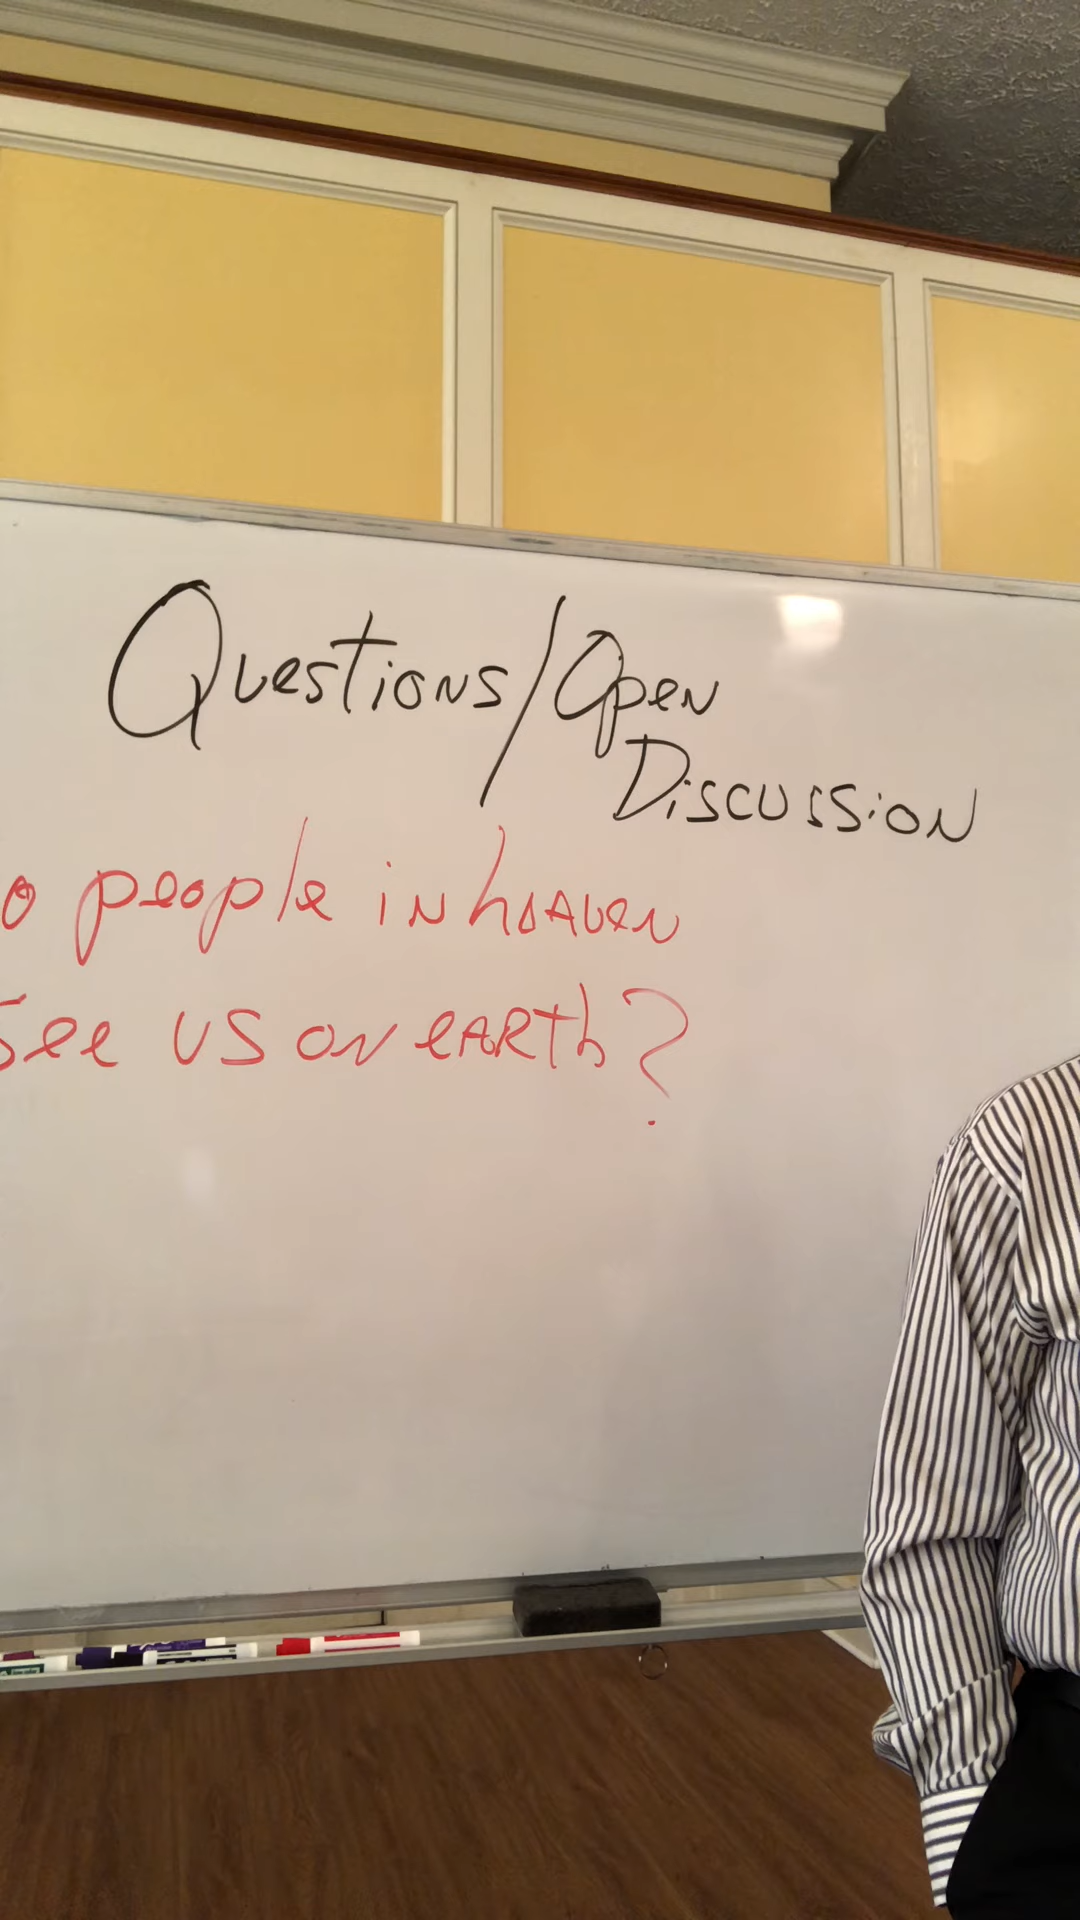 Questions/Open
Discussion
o people in heaven
see us on earth?